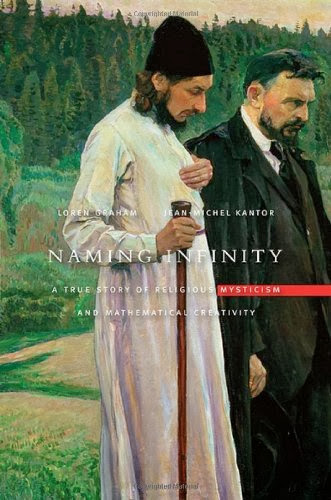 LOREN GRAHAM JEAN-MICHEL KANTOR
NAMING INFINITY
A TRUE STORY OF RELIGIOUS MYSTICISM
AND MATHEMATICAL CREATIVITY